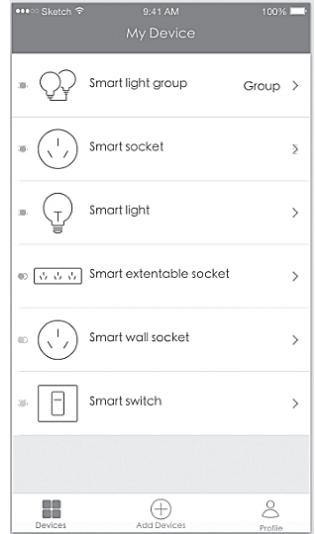 Sketch 9:41 AM 100%
My Device
Smart light group Group
Smart socket
Smart light
Smart extentable socket
Smart wall socket
Smart switch
Devices Add Devices Profile